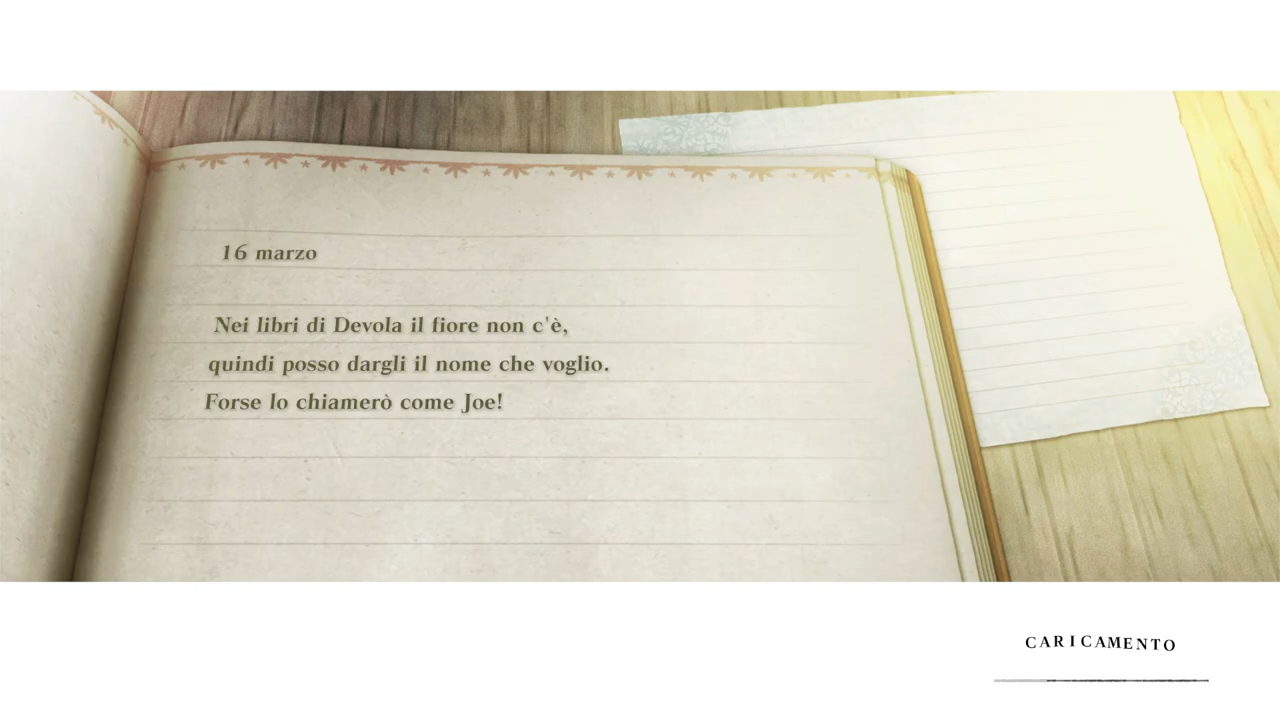 16 marzo
Nei libri di Devola il fiore non c'è,
quindi posso dargli il nome che voglio.
Forse lo chiamerò come Joe!
CARICAMENTO